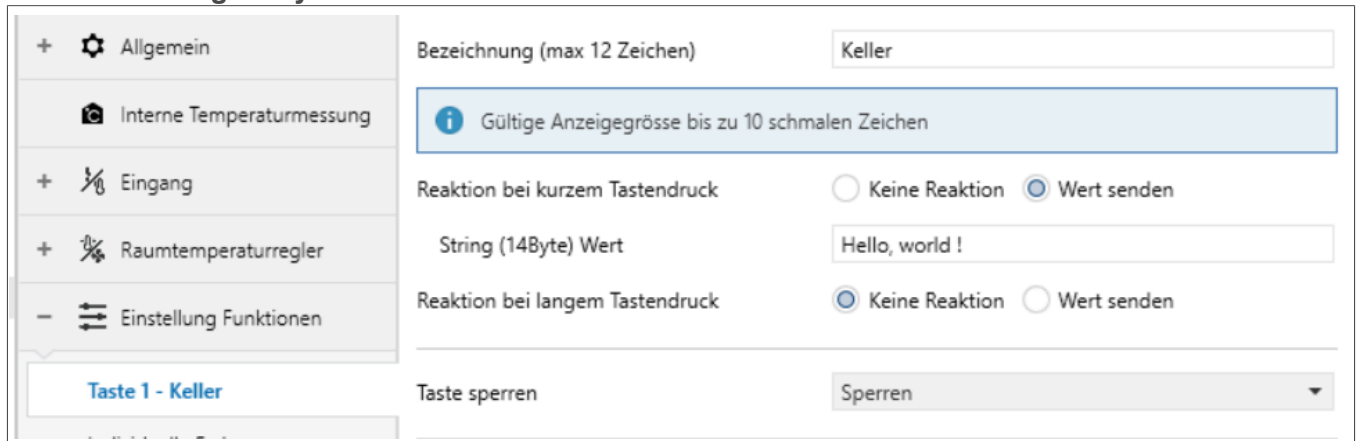 + Allgemein
Interne Temperaturmessung
+ Eingang
+ Raumtemperaturregler
− Einstellung Funktionen
Taste 1 - Keller
Bezeichnung (max 12 Zeichen) Keller
Gültige Anzeigegrösse bis zu 10 schmalen Zeichen
Reaktion bei kurzem Tastendruck Keine Reaktion Wert senden
String (14Byte) Wert Hello, world !
Reaktion bei langem Tastendruck Keine Reaktion Wert senden
Taste sperren Sperren